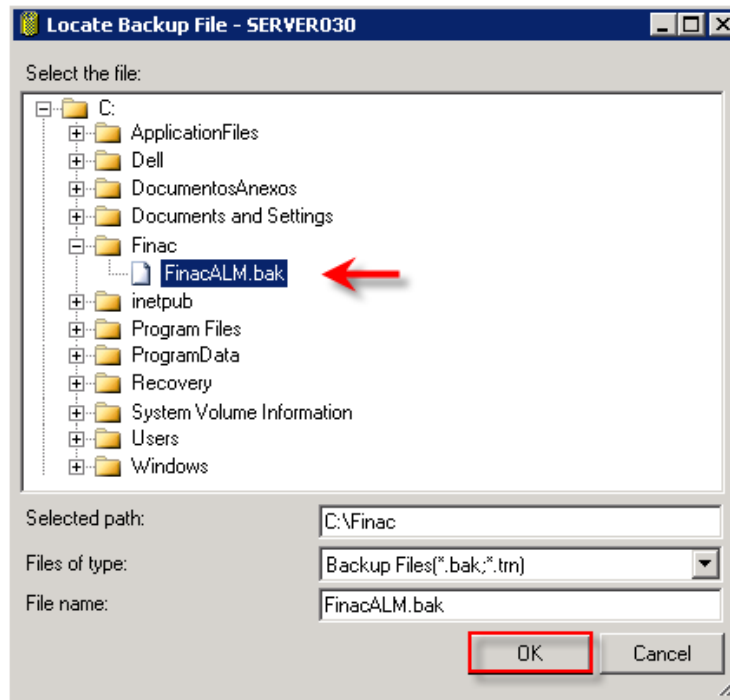 Locate Backup File - SERVER030
Select the file:
C:
ApplicationFiles
Dell
DocumentosAnexos
Documents and Settings
Finac
FinacALM.bak
inetpub
Program Files
ProgramData
Recovery
System Volume Information
Users
Windows
Selected path: C:\Finac
Files of type: Backup Files(*.bak;*.trn)
File name: FinacALM.bak
OK Cancel